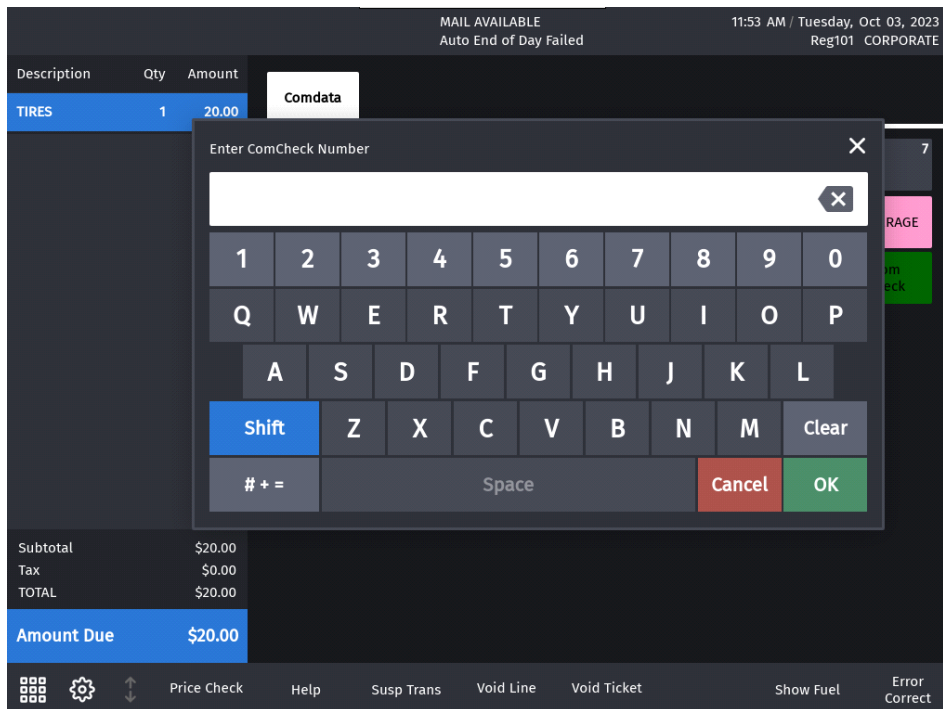 MAIL AVAILABLE
Auto End of Day Failed
11:53 AM / Tuesday, Oct 03, 2023
Reg101 CORPORATE
Description Qty Amount
TIRES 1 20.00
Comdata
7
RAGE
Enter ComCheck Number
1 2 3 4 5 6 7 8 9 0
Q W E R T Y U I O P
A S D F G H J K L
Shift Z X C V B N M Clear
# + = Space Cancel OK
Subtotal $20.00
Tax $0.00
TOTAL $20.00
Amount Due $20.00
Price Check Help Susp Trans Void Line Void Ticket Show Fuel Error Correct